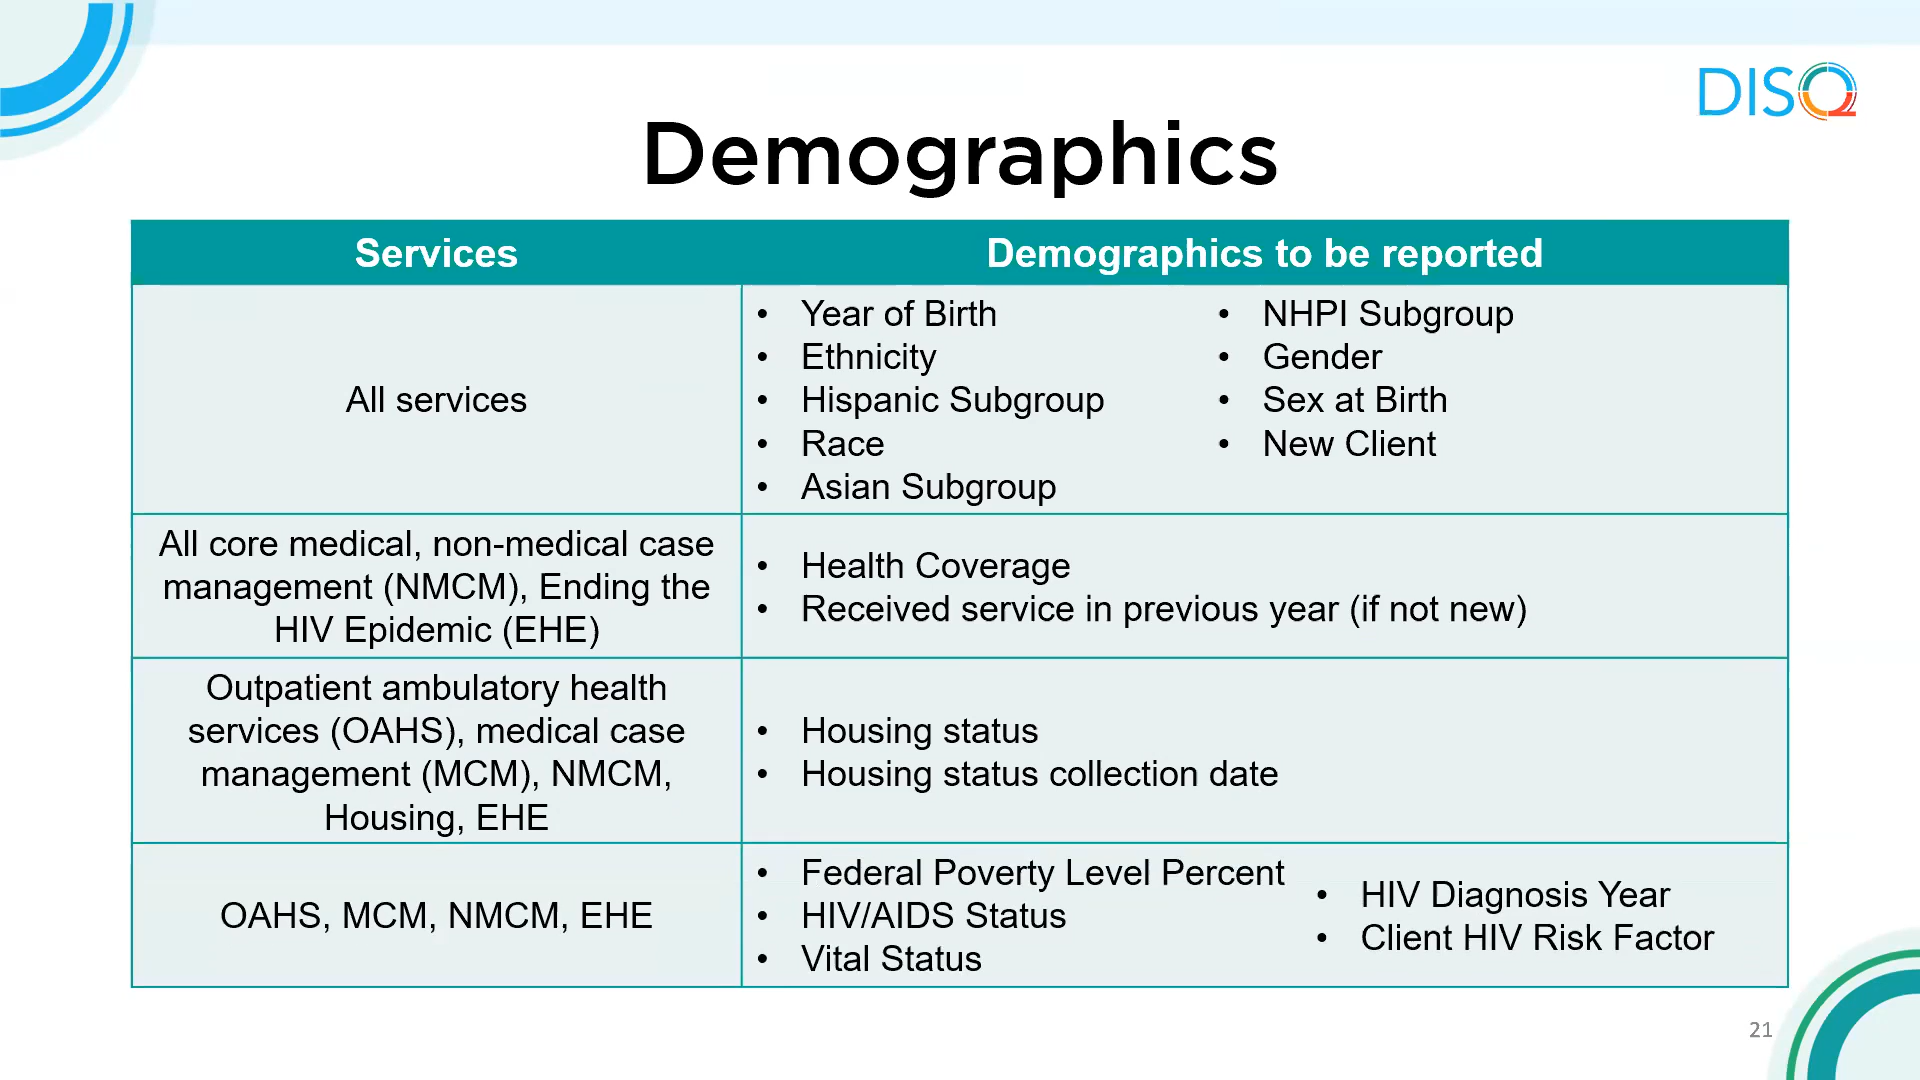 DISQ
Demographics
Services
Demographics to be reported
All services
• Year of Birth
• Ethnicity
• Hispanic Subgroup
• Race
• Asian Subgroup
• NHPI Subgroup
• Gender
• Sex at Birth
• New Client
All core medical, non-medical case
management (NMCM), Ending the
HIV Epidemic (EHE)
• Health Coverage
• Received service in previous year (if not new)
Outpatient ambulatory health
services (OAHS), medical case
management (MCM), NMCM,
Housing, EHE
• Housing status
• Housing status collection date
OAHS, MCM, NMCM, EHE
• Federal Poverty Level Percent
• HIV/AIDS Status
• Vital Status
• HIV Diagnosis Year
• Client HIV Risk Factor
21